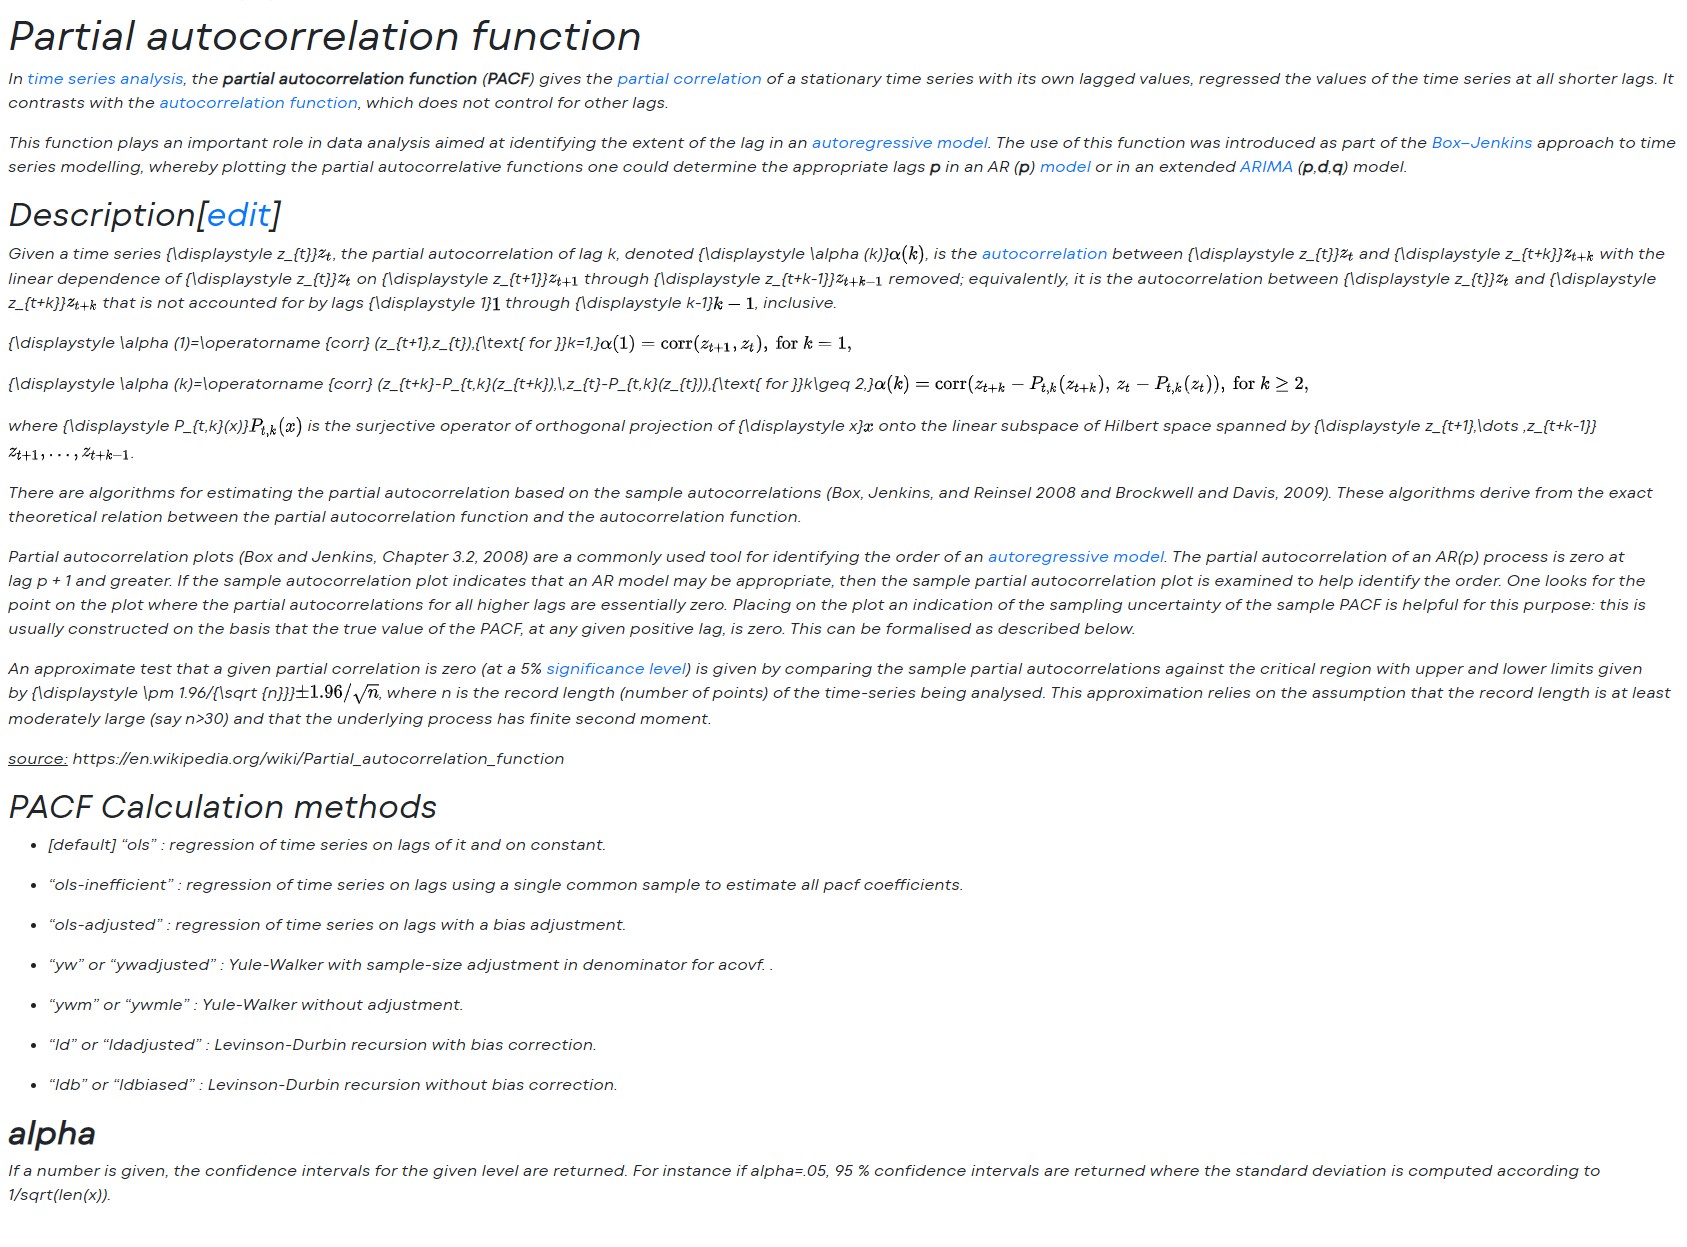 Partial autocorrelation function
In time series analysis, the partial autocorrelation function (PACF) gives the partial correlation of a stationary time series with its own lagged values, regressed the values of the time series at all shorter lags. It
contrasts with the autocorrelation function, which does not control for other lags.
This function plays an important role in data analysis aimed at identifying the extent of the lag in an autoregressive model. The use of this function was introduced as part of the Box–Jenkins approach to time
series modelling, whereby plotting the partial autocorrelative functions one could determine the appropriate lags p in an AR (p) model or in an extended ARIMA (p,d,q) model.
Description[edit]
Given a time series {\displaystyle z_{t}}zₜ, the partial autocorrelation of lag k, denoted {\displaystyle \alpha (k)}α(k), is the autocorrelation between {\displaystyle z_{t}}zₜ and {\displaystyle z_{t+k}}z_{t+k} with the
linear dependence of {\displaystyle z_{t}}zₜ on {\displaystyle z_{t+1}}z_{t+1} through {\displaystyle z_{t+k-1}}z_{t+k−1} removed; equivalently, it is the autocorrelation between {\displaystyle z_{t}}zₜ and {\displaystyle
z_{t+k}}z_{t+k} that is not accounted for by lags {\displaystyle 1}1 through {\displaystyle k-1}k − 1, inclusive.
{\displaystyle \alpha (1)=\operatorname {corr} (z_{t+1},z_{t}),{\text{ for }}k=1,}α(1) = corr(z_{t+1}, zₜ), for k = 1,
{\displaystyle \alpha (k)=\operatorname {corr} (z_{t+k}-P_{t,k}(z_{t+k}),\,z_{t}-P_{t,k}(z_{t})),{\text{ for }}k\geq 2,}α(k) = corr(z_{t+k} − P_{t,k}(z_{t+k}), zₜ − P_{t,k}(zₜ)), for k ≥ 2,
where {\displaystyle P_{t,k}(x)}P_{t,k}(x) is the surjective operator of orthogonal projection of {\displaystyle x}x onto the linear subspace of Hilbert space spanned by {\displaystyle z_{t+1},\dots ,z_{t+k-1}}
z_{t+1}, . . . , z_{t+k−1}.
There are algorithms for estimating the partial autocorrelation based on the sample autocorrelations (Box, Jenkins, and Reinsel 2008 and Brockwell and Davis, 2009). These algorithms derive from the exact
theoretical relation between the partial autocorrelation function and the autocorrelation function.
Partial autocorrelation plots (Box and Jenkins, Chapter 3.2, 2008) are a commonly used tool for identifying the order of an autoregressive model. The partial autocorrelation of an AR(p) process is zero at
lag p + 1 and greater. If the sample autocorrelation plot indicates that an AR model may be appropriate, then the sample partial autocorrelation plot is examined to help identify the order. One looks for the
point on the plot where the partial autocorrelations for all higher lags are essentially zero. Placing on the plot an indication of the sampling uncertainty of the sample PACF is helpful for this purpose: this is
usually constructed on the basis that the true value of the PACF, at any given positive lag, is zero. This can be formalised as described below.
An approximate test that a given partial correlation is zero (at a 5% significance level) is given by comparing the sample partial autocorrelations against the critical region with upper and lower limits given
by {\displaystyle \pm 1.96/{\sqrt {n}}}±1.96/√n, where n is the record length (number of points) of the time-series being analysed. This approximation relies on the assumption that the record length is at least
moderately large (say n>30) and that the underlying process has finite second moment.
source: https://en.wikipedia.org/wiki/Partial_autocorrelation_function
PACF Calculation methods
• [default] “ols” : regression of time series on lags of it and on constant.
• “ols-inefficient” : regression of time series on lags using a single common sample to estimate all pacf coefficients.
• “ols-adjusted” : regression of time series on lags with a bias adjustment.
• “yw” or “ywadjusted” : Yule-Walker with sample-size adjustment in denominator for acovf. .
• “ywm” or “ywmle” : Yule-Walker without adjustment.
• “ld” or “ldadjusted” : Levinson-Durbin recursion with bias correction.
• “ldb” or “ldbiased” : Levinson-Durbin recursion without bias correction.
alpha
If a number is given, the confidence intervals for the given level are returned. For instance if alpha=.05, 95 % confidence intervals are returned where the standard deviation is computed according to
1/sqrt(len(x)).